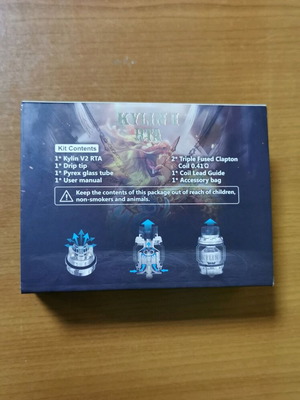 KYLIN II
RTA
Kit Contents
1* Kylin V2 RTA
1* Drip tip
1* Pyrex glass tube
1* User manual
2* Triple Fused Clapton
Coil 0.41Ω
1* Coil Lead Guide
1* Accessory bag
Keep the contents of this package out of reach of children,
non-smokers and animals.